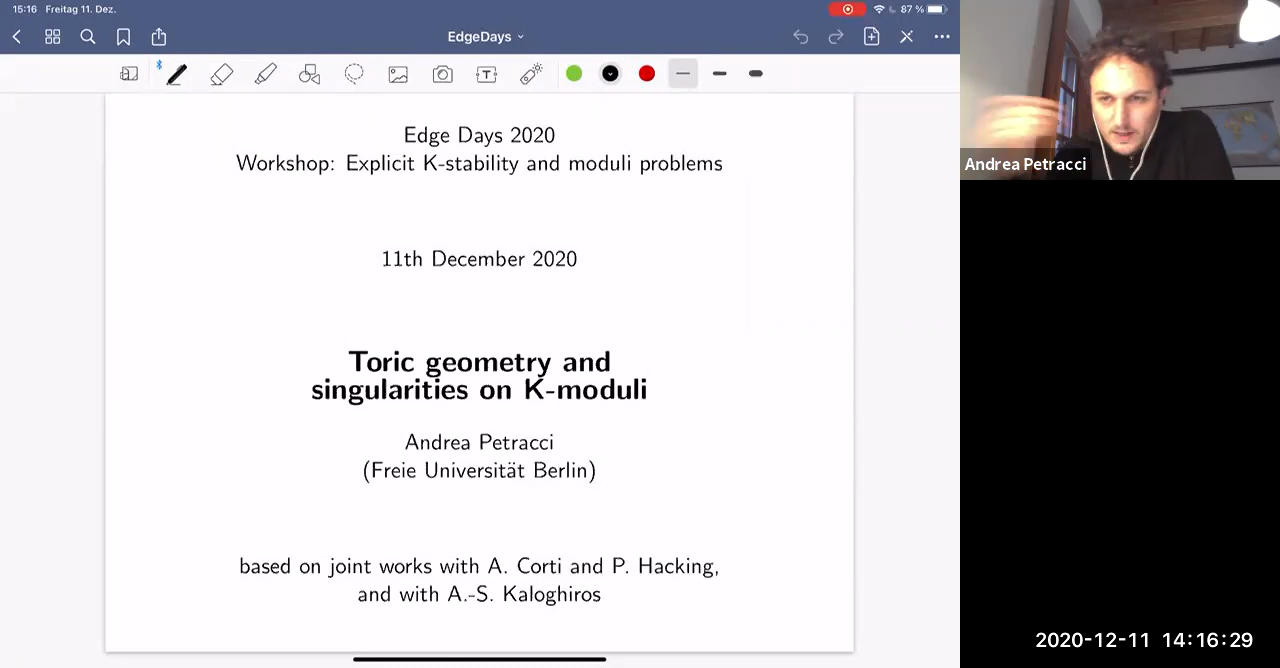 15:16 Freitag 11. Dez.
87 %
EdgeDays
T
Edge Days 2020
Workshop: Explicit K-stability and moduli problems
11th December 2020
Toric geometry and
singularities on K-moduli
Andrea Petracci
(Freie Universität Berlin)
based on joint works with A. Corti and P. Hacking,
and with A.-S. Kaloghiros
Andrea Petracci
2020-12-11 14:16:29